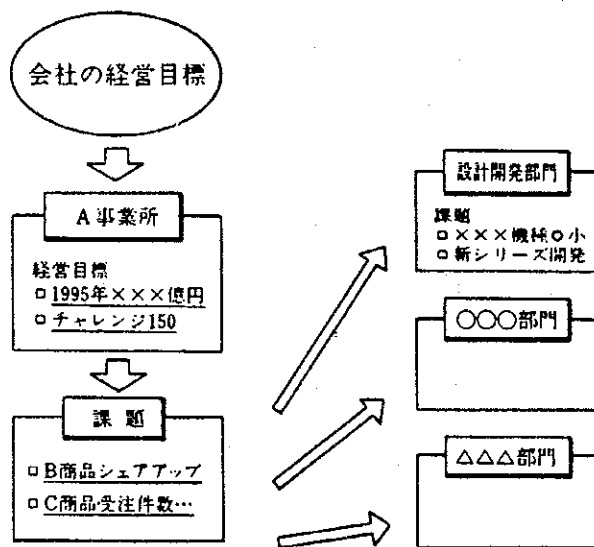 会社の経営目標
A事業所
経営目標
□1995年×××億円
□チャレンジ150
課題
□B商品シェアアップ
□C商品受注件数…
設計開発部門
課題
□×××機種の小
□新シリーズ開発
○○○部門
△△△部門